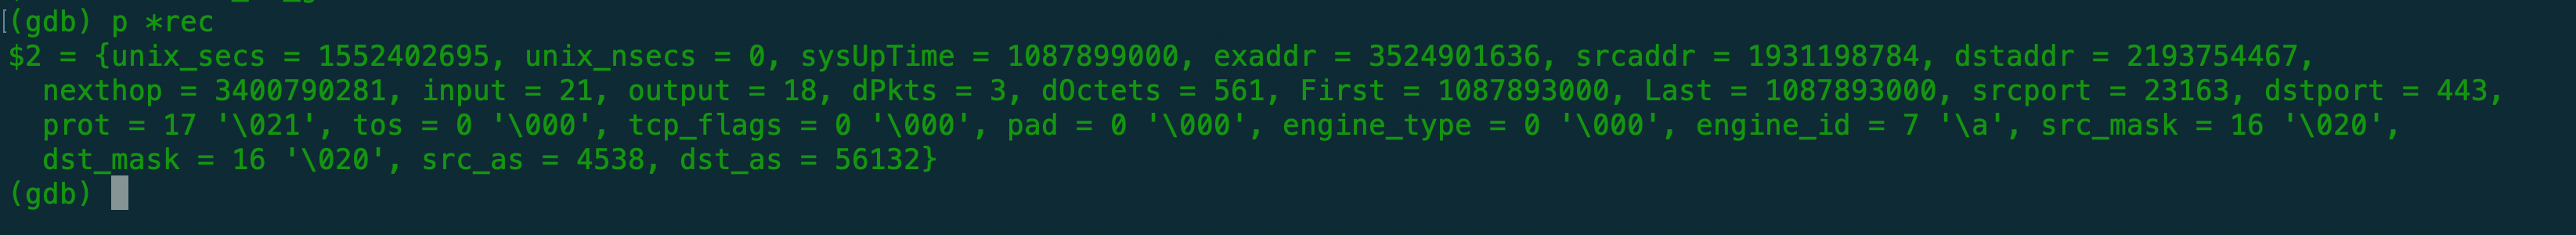 (gdb) p *rec
$2 = {unix_secs = 1552402695, unix_nsecs = 0, sysUpTime = 1087899000, exaddr = 3524901636, srcaddr = 1931198784, dstaddr = 2193754467,
  nexthop = 3400790281, input = 21, output = 18, dPkts = 3, dOctets = 561, First = 1087893000, Last = 1087893000, srcport = 23163, dstport = 443,
  prot = 17 '\021', tos = 0 '\000', tcp_flags = 0 '\000', pad = 0 '\000', engine_type = 0 '\000', engine_id = 7 '\a', src_mask = 16 '\020',
  dst_mask = 16 '\020', src_as = 4538, dst_as = 56132}
(gdb)